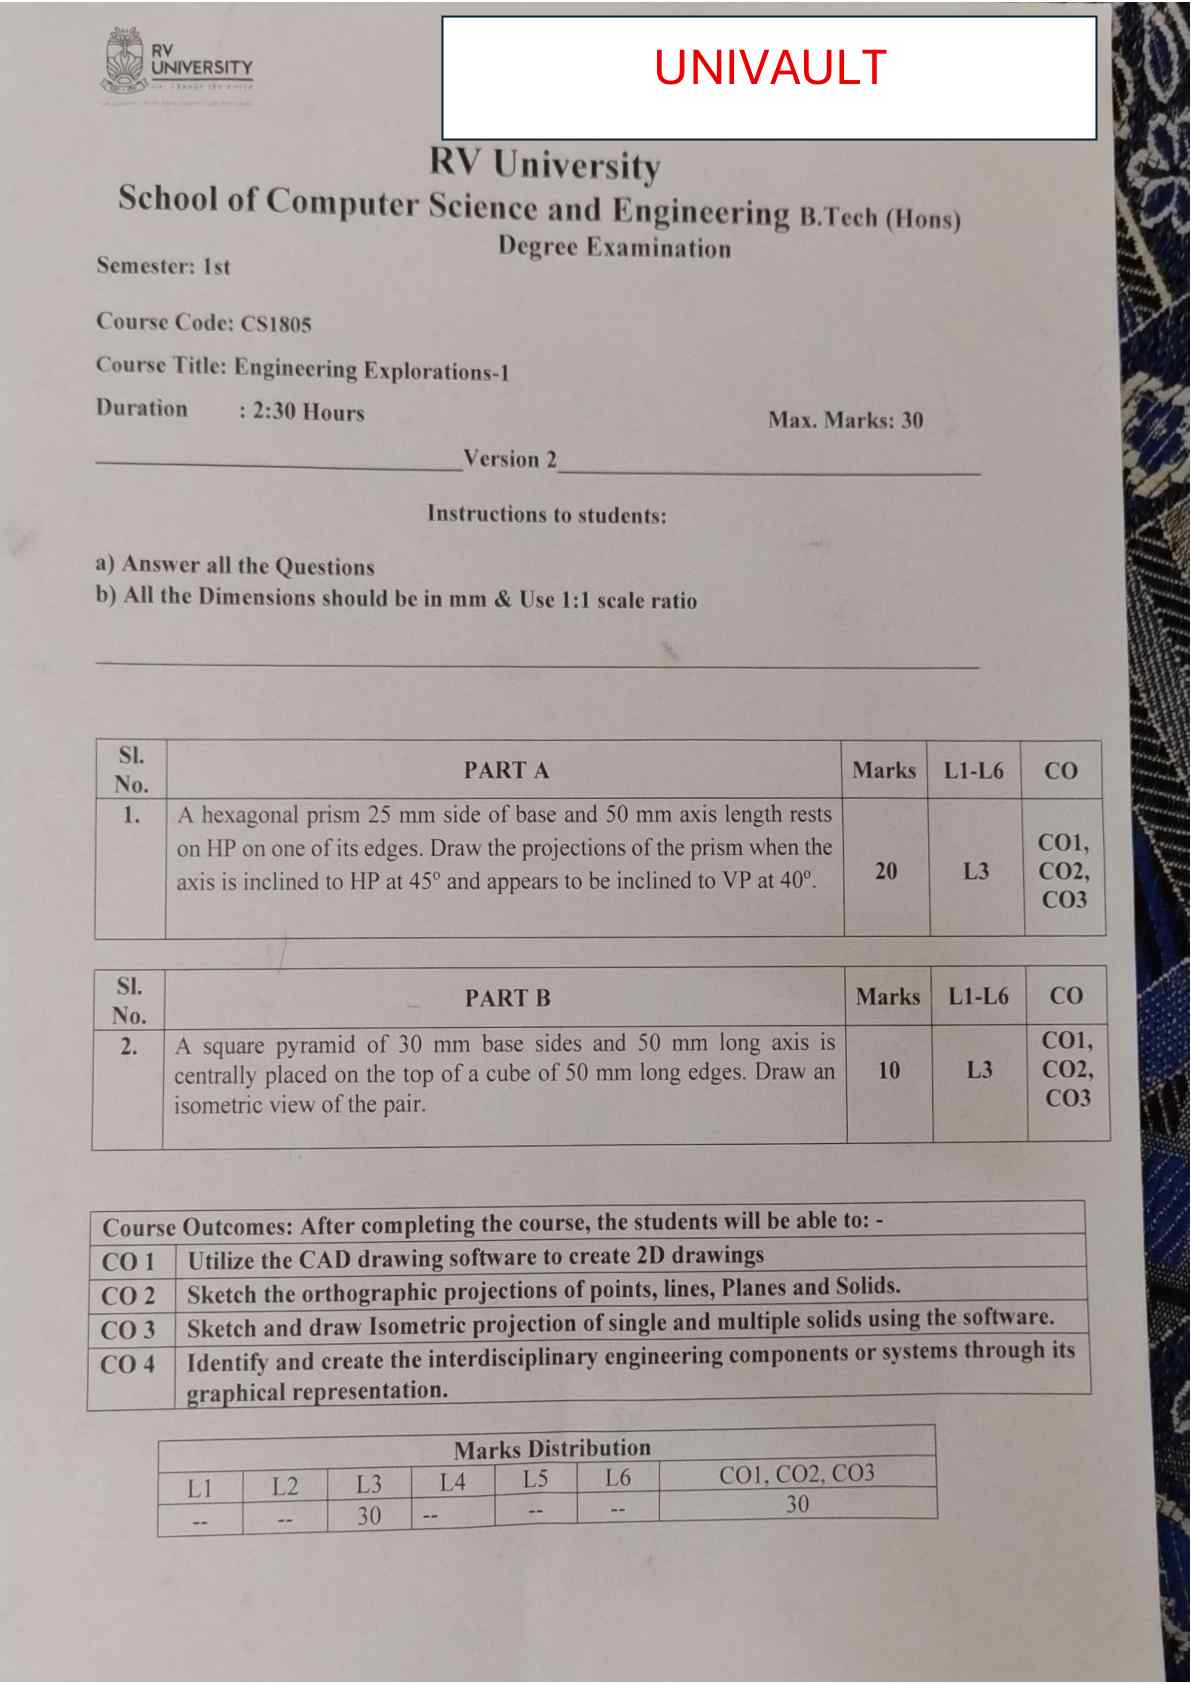 RV
UNIVERSITY
UNIVAULT
RV University
School of Computer Science and Engineering B.Tech (Hons)
Degree Examination
Semester: 1st
Course Code: CS1805
Course Title: Engineering Explorations-1
Duration : 2:30 Hours
Max. Marks: 30
Version 2
Instructions to students:
a) Answer all the Questions
b) All the Dimensions should be in mm & Use 1:1 scale ratio
Sl. No. PART A Marks L1-L6 CO
1. A hexagonal prism 25 mm side of base and 50 mm axis length rests
on HP on one of its edges. Draw the projections of the prism when the
axis is inclined to HP at 45º and appears to be inclined to VP at 40º.
20 L3 CO1,
CO2,
CO3
Sl. No. PART B Marks L1-L6 CO
2. A square pyramid of 30 mm base sides and 50 mm long axis is
centrally placed on the top of a cube of 50 mm long edges. Draw an
isometric view of the pair.
10 L3 CO1,
CO2,
CO3
Course Outcomes: After completing the course, the students will be able to: -
CO 1 Utilize the CAD drawing software to create 2D drawings
CO 2 Sketch the orthographic projections of points, lines, Planes and Solids.
CO 3 Sketch and draw Isometric projection of single and multiple solids using the software.
CO 4 Identify and create the interdisciplinary engineering components or systems through its
graphical representation.
Marks Distribution
L1 L2 L3 L4 L5 L6 CO1, CO2, CO3
-- -- 30 -- -- -- 30